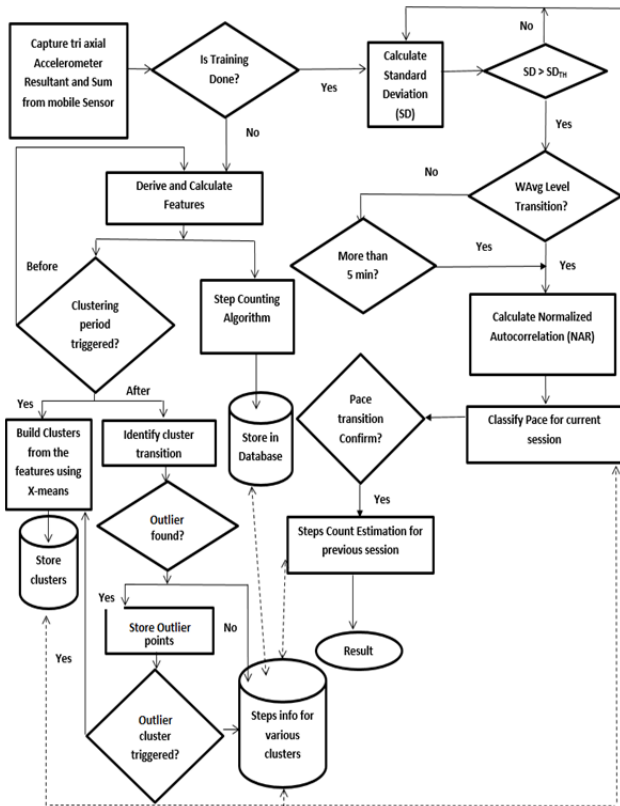 Capture tri axial
Accelerometer
Resultant and Sum
from mobile Sensor
Is Training
Done?
Yes
No
Calculate
Standard
Deviation
(SD)
No
SD > SDTH
Yes
WAvg Level
Transition?
No
Yes
More than
5 min?
Yes
Derive and Calculate
Features
Before
Clustering
period
triggered?
Step Counting
Algorithm
Calculate Normalized
Autocorrelation (NAR)
Yes
After
Build Clusters
from the
features using
X-means
Identify cluster
transition
Store in
Database
Pace
transition
Confirm?
Classify Pace for current
session
Yes
Store
clusters
Outlier
found?
Steps Count Estimation for
previous session
Yes
No
Store Outlier
points
Yes
Result
Outlier
cluster
triggered?
Steps info for
various
clusters